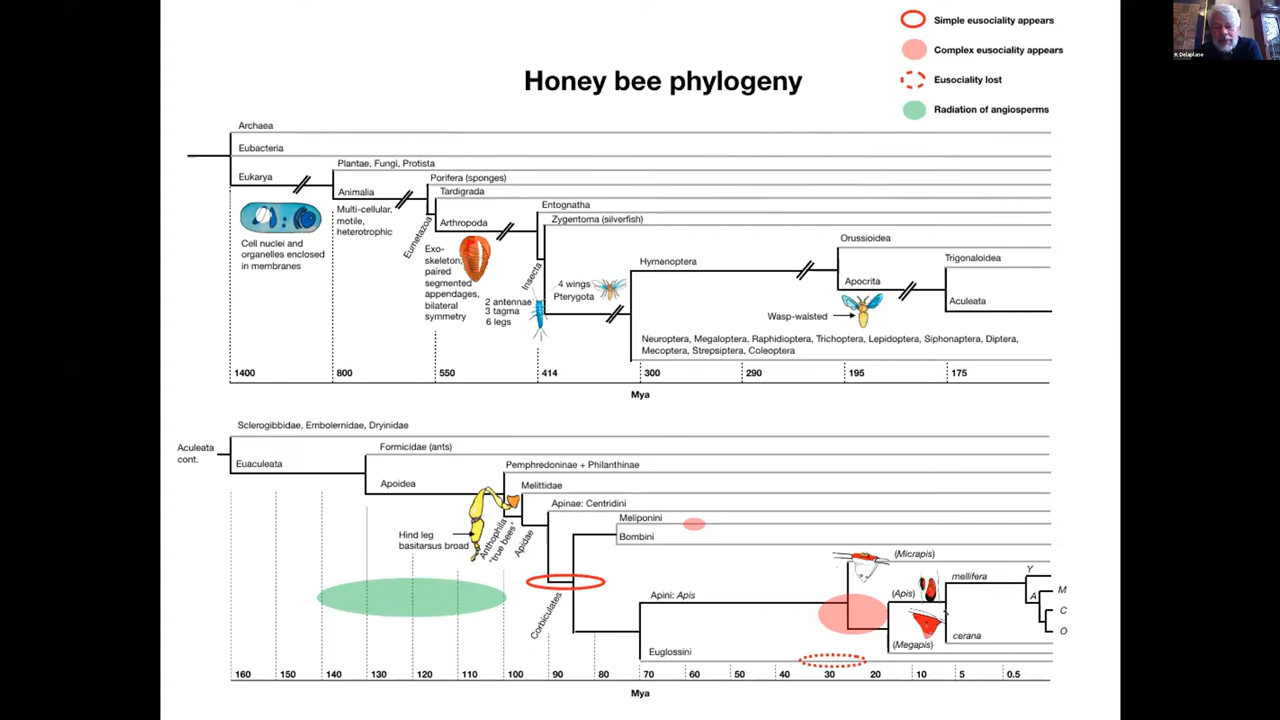 Simple eusociality appears
Complex eusociality appears
Eusociality lost
Radiation of angiosperms
K Delaplane
Honey bee phylogeny
Archaea
Eubacteria
Eukarya
Plantae, Fungi, Protista
Animalia
Multi-cellular,
motile,
heterotrophic
Cell nuclei and
organelles enclosed
in membranes
Porifera (sponges)
Tardigrada
Arthropoda
Eumetazoa
Exo-
skeleton,
paired
segmented
appendages,
bilateral
symmetry
Entognatha
Zygentoma (silverfish)
Insecta
2 antennae
3 tagma
6 legs
4 wings
Pterygota
Hymenoptera
Orussioidea
Apocrita
Wasp-waisted
Trigonaloidea
Aculeata
Neuroptera, Megaloptera, Raphidioptera, Trichoptera, Lepidoptera, Siphonaptera, Diptera,
Mecoptera, Strepsiptera, Coleoptera
1400 800 550 414 300 290 195 175
Mya
Aculeata
cont.
Sclerogibbidae, Embolernidae, Dryinidae
Euaculeata
Formicidae (ants)
Apoidea
Pemphredoninae + Philanthinae
Melittidae
Hind leg
basitarsus broad
Anthophila
"true bees"
Apidae
Apinae: Centridini
Meliponini
Bombini
Corbiculates
Apini: Apis
Euglossini
(Micrapis)
(Apis)
(Megapis)
mellifera
cerana
Y
A
M
C
O
160 150 140 130 120 110 100 90 80 70 60 50 40 30 20 10 5 0.5
Mya